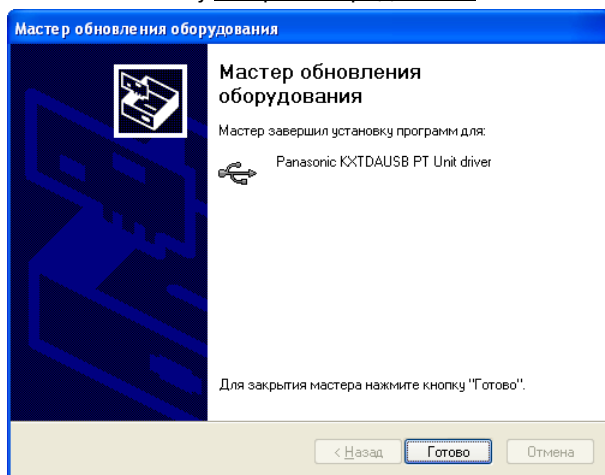 Мастер обновления оборудования
Мастер обновления
оборудования
Мастер завершил установку программ для:
Panasonic KXTDAUSB PT Unit driver
Для закрытия мастера нажмите кнопку "Готово".
< Назад
Готово
Отмена